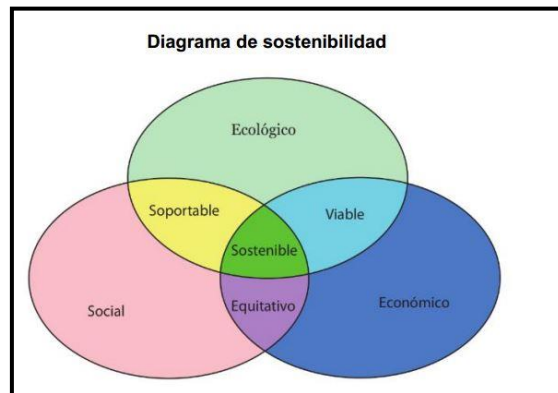 Diagrama de sostenibilidad
Ecológico
Soportable
Viable
Sostenible
Social
Equitativo
Económico